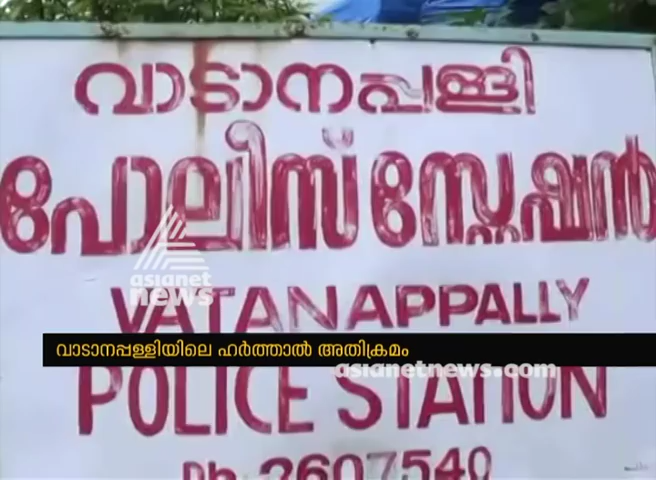 വാടാനപ്പള്ളി
പോലീസ് സ്റ്റേഷൻ
asianet
news
VATANAPPALLY
വാടാനപ്പള്ളിയിലെ ഹർത്താൽ അതിക്രമം
asianetnews.com
POLICE STATION
Ph 2607540